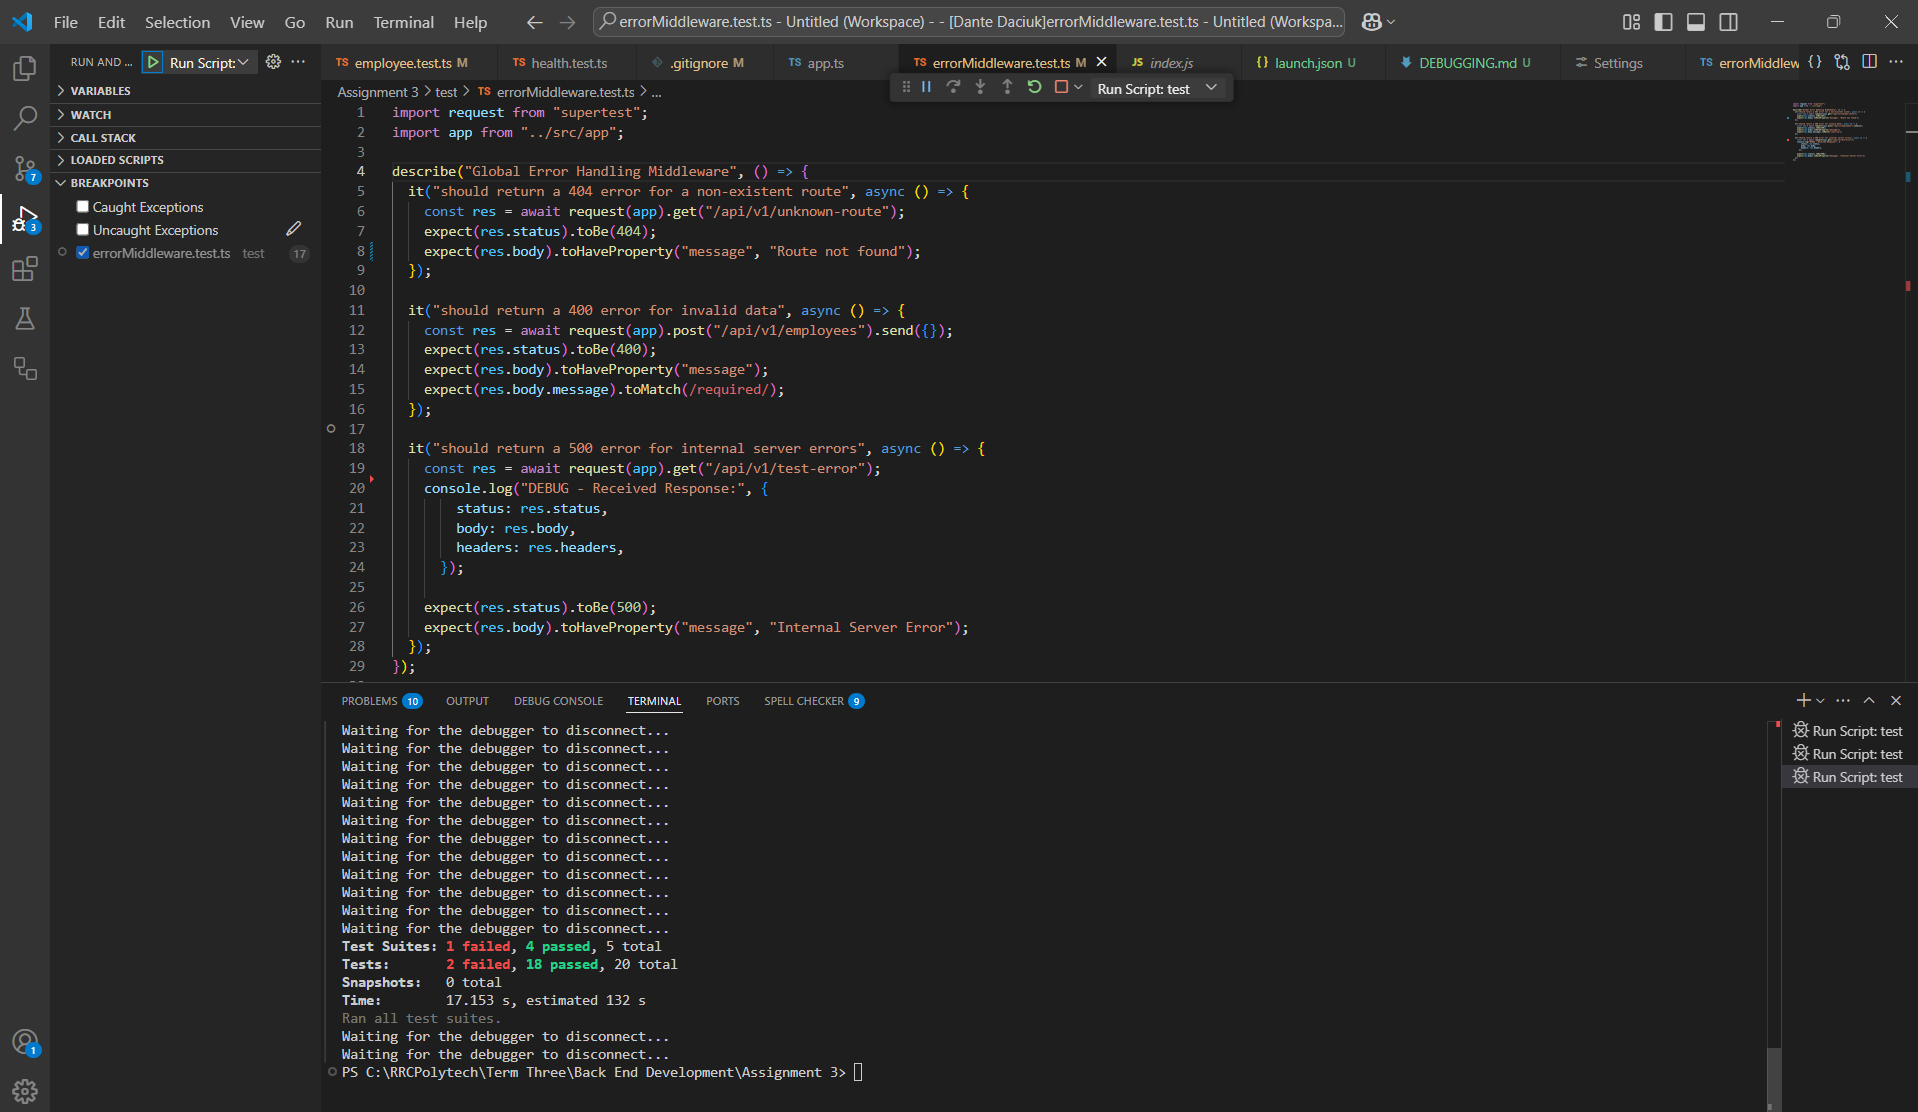 File Edit Selection View Go Run Terminal Help
errorMiddleware.test.ts - Untitled (Workspace) - - [Dante Daciuk]errorMiddleware.test.ts - Untitled (Workspa...
RUN AND ... Run Script:
employee.test.ts M
health.test.ts
.gitignore M
app.ts
errorMiddleware.test.ts M
index.js
launch.json U
DEBUGGING.md U
Settings
errorMiddlew
Run Script: test
VARIABLES
WATCH
CALL STACK
LOADED SCRIPTS
BREAKPOINTS
Caught Exceptions
Uncaught Exceptions
errorMiddleware.test.ts test 17
7
3
1
Assignment 3 > test > TS errorMiddleware.test.ts > ...
1 import request from "supertest";
2 import app from "../src/app";
3
4 describe("Global Error Handling Middleware", () => {
5 it("should return a 404 error for a non-existent route", async () => {
6 const res = await request(app).get("/api/v1/unknown-route");
7 expect(res.status).toBe(404);
8 expect(res.body).toHaveProperty("message", "Route not found");
9 });
10
11 it("should return a 400 error for invalid data", async () => {
12 const res = await request(app).post("/api/v1/employees").send({});
13 expect(res.status).toBe(400);
14 expect(res.body).toHaveProperty("message");
15 expect(res.body.message).toMatch(/required/);
16 });
17
18 it("should return a 500 error for internal server errors", async () => {
19 const res = await request(app).get("/api/v1/test-error");
20 console.log("DEBUG - Received Response:", {
21 status: res.status,
22 body: res.body,
23 headers: res.headers,
24 });
25
26 expect(res.status).toBe(500);
27 expect(res.body).toHaveProperty("message", "Internal Server Error");
28 });
29 });
PROBLEMS 10 OUTPUT DEBUG CONSOLE TERMINAL PORTS SPELL CHECKER 9
Waiting for the debugger to disconnect...
Waiting for the debugger to disconnect...
Waiting for the debugger to disconnect...
Waiting for the debugger to disconnect...
Waiting for the debugger to disconnect...
Waiting for the debugger to disconnect...
Waiting for the debugger to disconnect...
Waiting for the debugger to disconnect...
Waiting for the debugger to disconnect...
Waiting for the debugger to disconnect...
Waiting for the debugger to disconnect...
Waiting for the debugger to disconnect...
Test Suites: 1 failed, 4 passed, 5 total
Tests: 2 failed, 18 passed, 20 total
Snapshots: 0 total
Time: 17.153 s, estimated 132 s
Ran all test suites.
Waiting for the debugger to disconnect...
Waiting for the debugger to disconnect...
PS C:\RRCPolytech\Term Three\Back End Development\Assignment 3>
Run Script: test
Run Script: test
Run Script: test